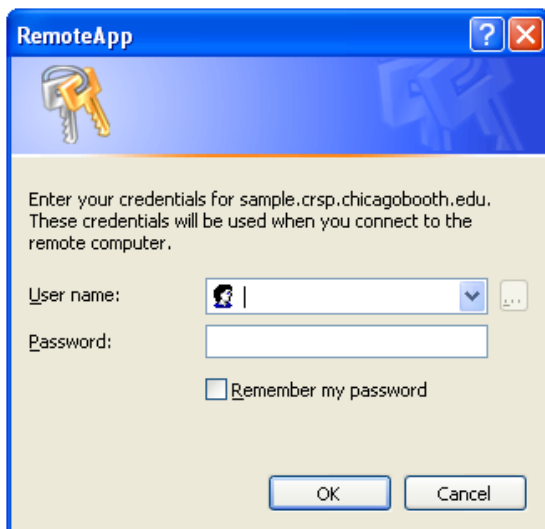 RemoteApp
Enter your credentials for sample.crsp.chicagobooth.edu.
These credentials will be used when you connect to the
remote computer.
User name:
...
Password:
Remember my password
OK
Cancel